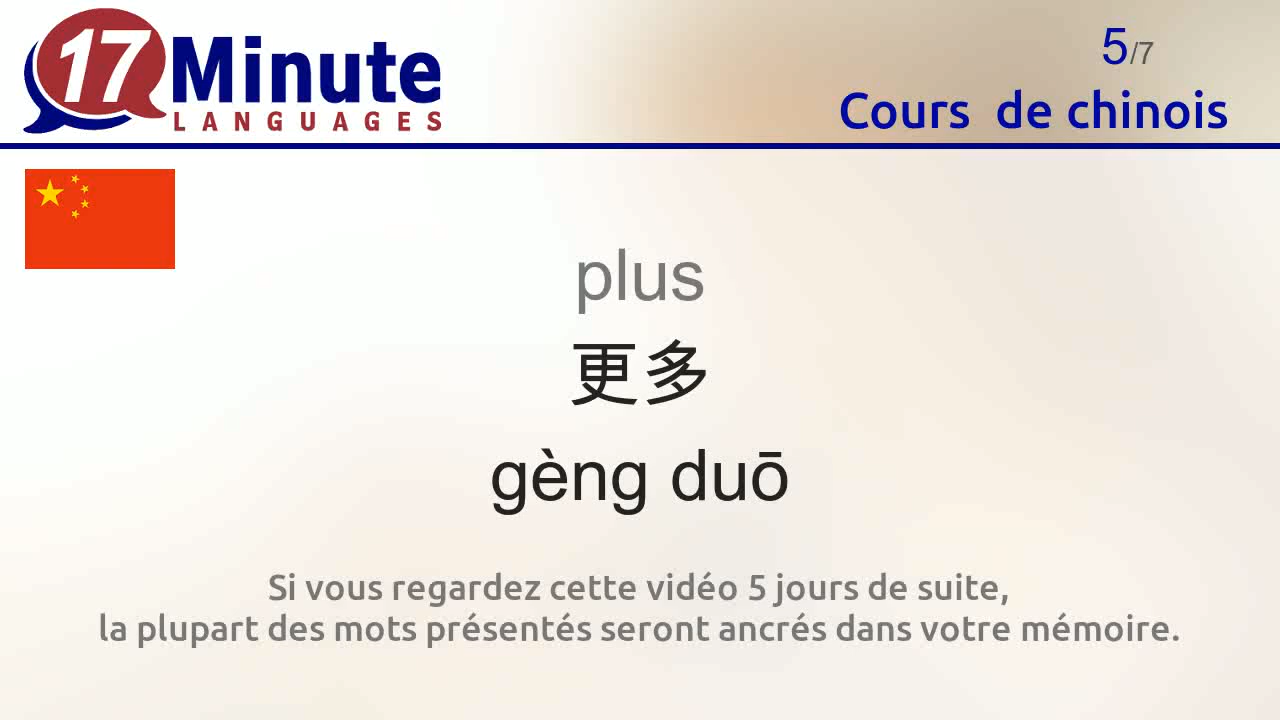 17 Minute
LANGUAGES
5/7
Cours de chinois
plus
更多
gèng duō
Si vous regardez cette vidéo 5 jours de suite,
la plupart des mots présentés seront ancrés dans votre mémoire.